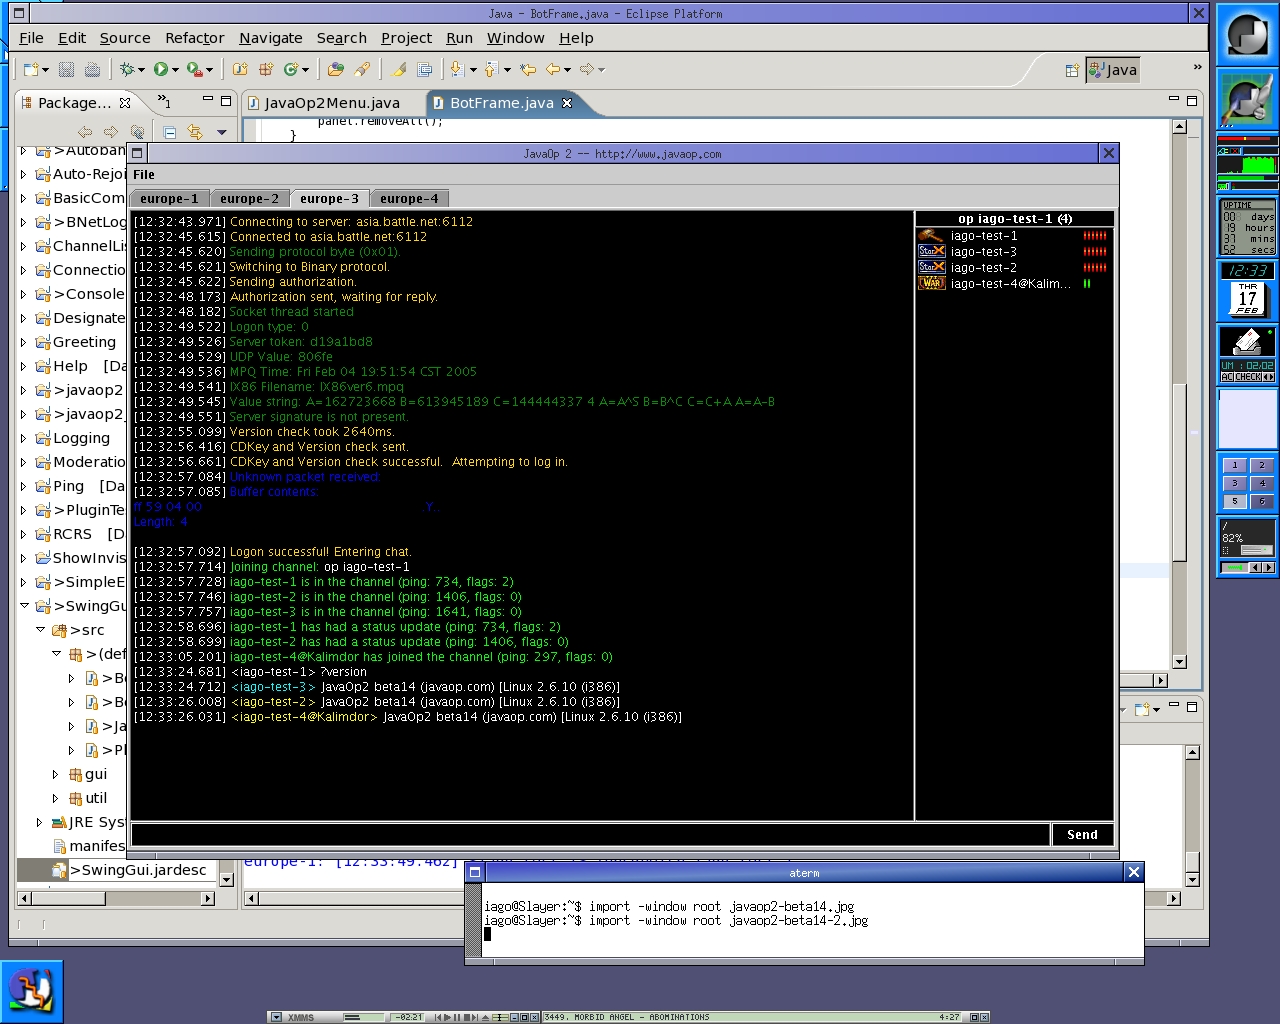 Java - BotFrame.java - Eclipse Platform
File Edit Source Refactor Navigate Search Project Run Window Help
Java
Package...
JavaOp2Menu.java
BotFrame.java
panel.removeAll();
}
>Autoban
Auto-Rejoi
BasicCom
>BNetLog
ChannelLis
Connectio
>Console
Designate
Greeting
Help [Da
>javaop2
>javaop2_
Logging
Moderatio
Ping [Da
>PluginTe
RCRS [D
ShowInvis
>SimpleE
>SwingGu
>src
>(def
>Bo
>Bo
>Ja
>Pl
gui
util
JRE Sys
manifes
>SwingGui.jardesc
JavaOp 2 -- http://www.javaop.com
File
europe-1 europe-2 europe-3 europe-4
[12:32:43.971] Connecting to server: asia.battle.net:6112
[12:32:45.615] Connected to asia.battle.net:6112
[12:32:45.620] Sending protocol byte (0x01).
[12:32:45.621] Switching to Binary protocol.
[12:32:45.622] Sending authorization.
[12:32:48.173] Authorization sent, waiting for reply.
[12:32:48.182] Socket thread started
[12:32:49.522] Logon type: 0
[12:32:49.526] Server token: d19a1bd8
[12:32:49.529] UDP Value: 806fe
[12:32:49.536] MPQ Time: Fri Feb 04 19:51:54 CST 2005
[12:32:49.541] IX86 Filename: IX86ver6.mpq
[12:32:49.545] Value string: A=162723668 B=613945189 C=144444337 4 A=A^S B=B^C C=C+A A=A-B
[12:32:49.551] Server signature is not present.
[12:32:55.099] Version check took 2640ms.
[12:32:56.416] CDKey and Version check sent.
[12:32:56.661] CDKey and Version check successful. Attempting to log in.
[12:32:57.084] Unknown packet received:
[12:32:57.085] Buffer contents:
ff 59 04 00 .Y..
Length: 4
[12:32:57.092] Logon successful! Entering chat.
[12:32:57.714] Joining channel: op iago-test-1
[12:32:57.728] iago-test-1 is in the channel (ping: 734, flags: 2)
[12:32:57.746] iago-test-2 is in the channel (ping: 1406, flags: 0)
[12:32:57.757] iago-test-3 is in the channel (ping: 1641, flags: 0)
[12:32:58.696] iago-test-1 has had a status update (ping: 734, flags: 2)
[12:32:58.699] iago-test-2 has had a status update (ping: 1406, flags: 0)
[12:33:05.201] iago-test-4@Kalimdor has joined the channel (ping: 297, flags: 0)
[12:33:24.681] <iago-test-1> ?version
[12:33:24.712] <iago-test-3> JavaOp2 beta14 (javaop.com) [Linux 2.6.10 (i386)]
[12:33:26.008] <iago-test-2> JavaOp2 beta14 (javaop.com) [Linux 2.6.10 (i386)]
[12:33:26.031] <iago-test-4@Kalimdor> JavaOp2 beta14 (javaop.com) [Linux 2.6.10 (i386)]
op iago-test-1 (4)
iago-test-1
iago-test-3
iago-test-2
iago-test-4@Kalim...
Send
europe-1: [12:33:49.462]
aterm
iago@Slayer:~$ import -window root javaop2-beta14.jpg
iago@Slayer:~$ import -window root javaop2-beta14-2.jpg
UPTIME
00 days
19 hours
37 mins
52 secs
12:33
THR
17
FEB
UM : 02/02
AC CHECK
1 2
3 4
5 6
/
82%
XMMS -02:21 3449. MORBID ANGEL - ABOMINATIONS 4:27